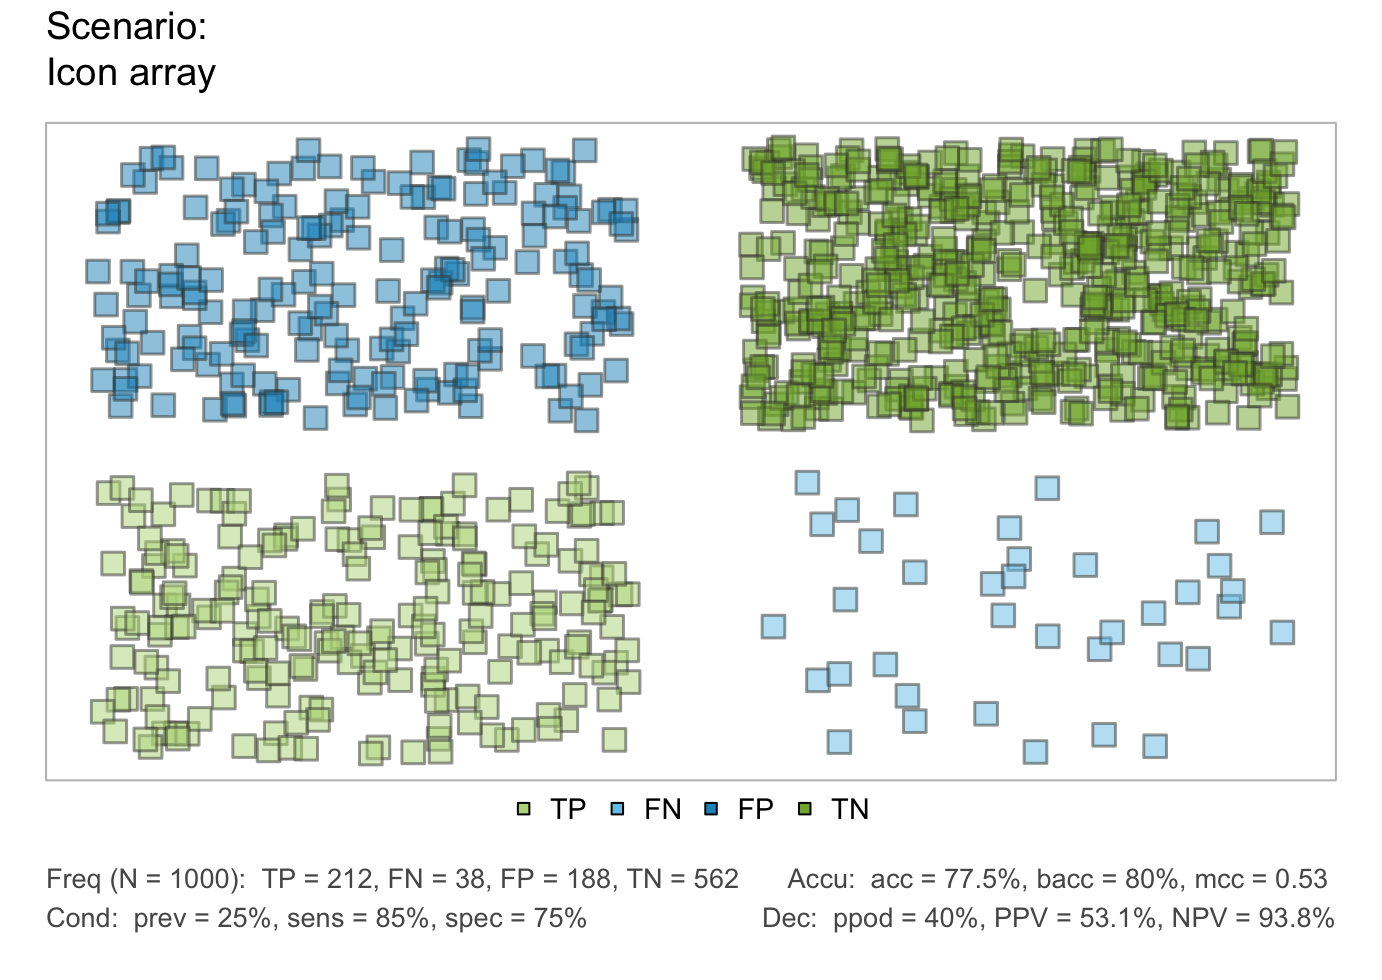 Scenario:
Icon array
TP FN FP TN
Freq (N = 1000): TP = 212, FN = 38, FP = 188, TN = 562 Accu: acc = 77.5%, bacc = 80%, mcc = 0.53
Cond: prev = 25%, sens = 85%, spec = 75% Dec: ppod = 40%, PPV = 53.1%, NPV = 93.8%